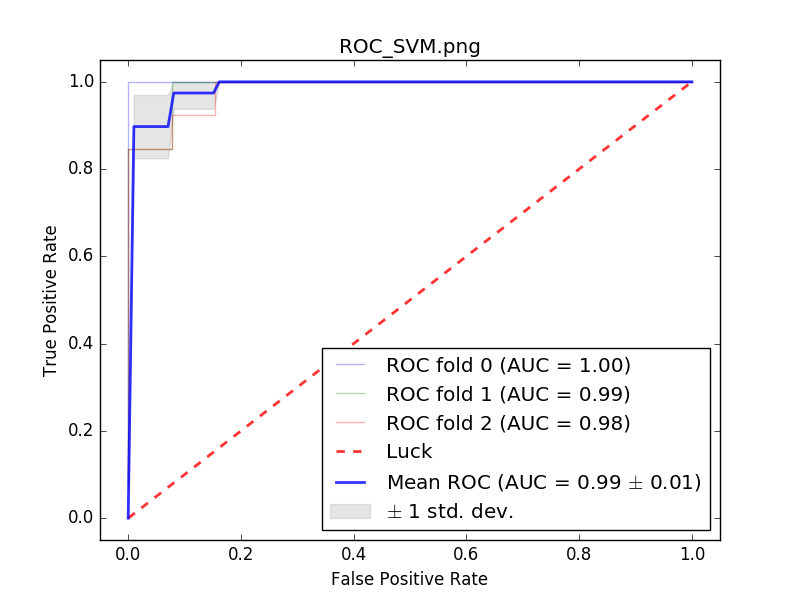 ROC_SVM.png
1.0
0.8
0.6
0.4
0.2
0.0
True Positive Rate
ROC fold 0 (AUC = 1.00)
ROC fold 1 (AUC = 0.99)
ROC fold 2 (AUC = 0.98)
Luck
Mean ROC (AUC = 0.99 ± 0.01)
± 1 std. dev.
0.0 0.2 0.4 0.6 0.8 1.0
False Positive Rate